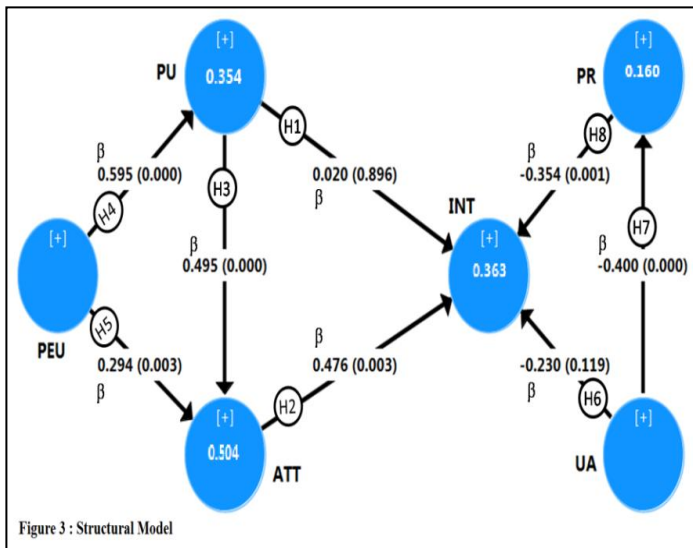 [+]
PU
0.354
[+]
PR
0.160
H1
H8
β
0.595 (0.000)
H3
0.020 (0.896)
β
β
-0.354 (0.001)
H4
INT
H7
β
0.495 (0.000)
[+]
0.363
β
-0.400 (0.000)
[+]
PEU
H5
0.294 (0.003)
β
β
0.476 (0.003)
-0.230 (0.119)
β
H2
H6
[+]
0.504
ATT
[+]
UA
Figure 3 : Structural Model